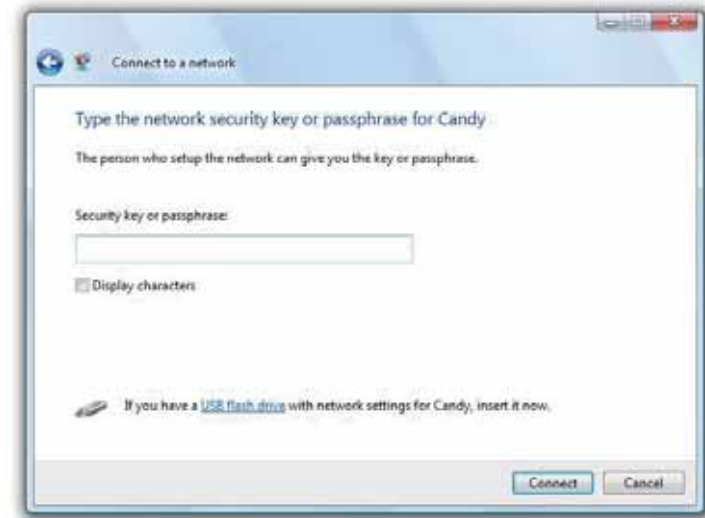 Connect to a network
Type the network security key or passphrase for Candy
The person who setup the network can give you the key or passphrase.
Security key or passphrase:
Display characters
If you have a USB flash drive with network settings for Candy, insert it now.
Connect Cancel